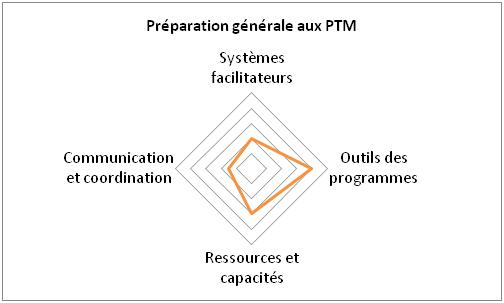 Préparation générale aux PTM
Systèmes
facilitateurs
Communication
et coordination
Outils des
programmes
Ressources et
capacités